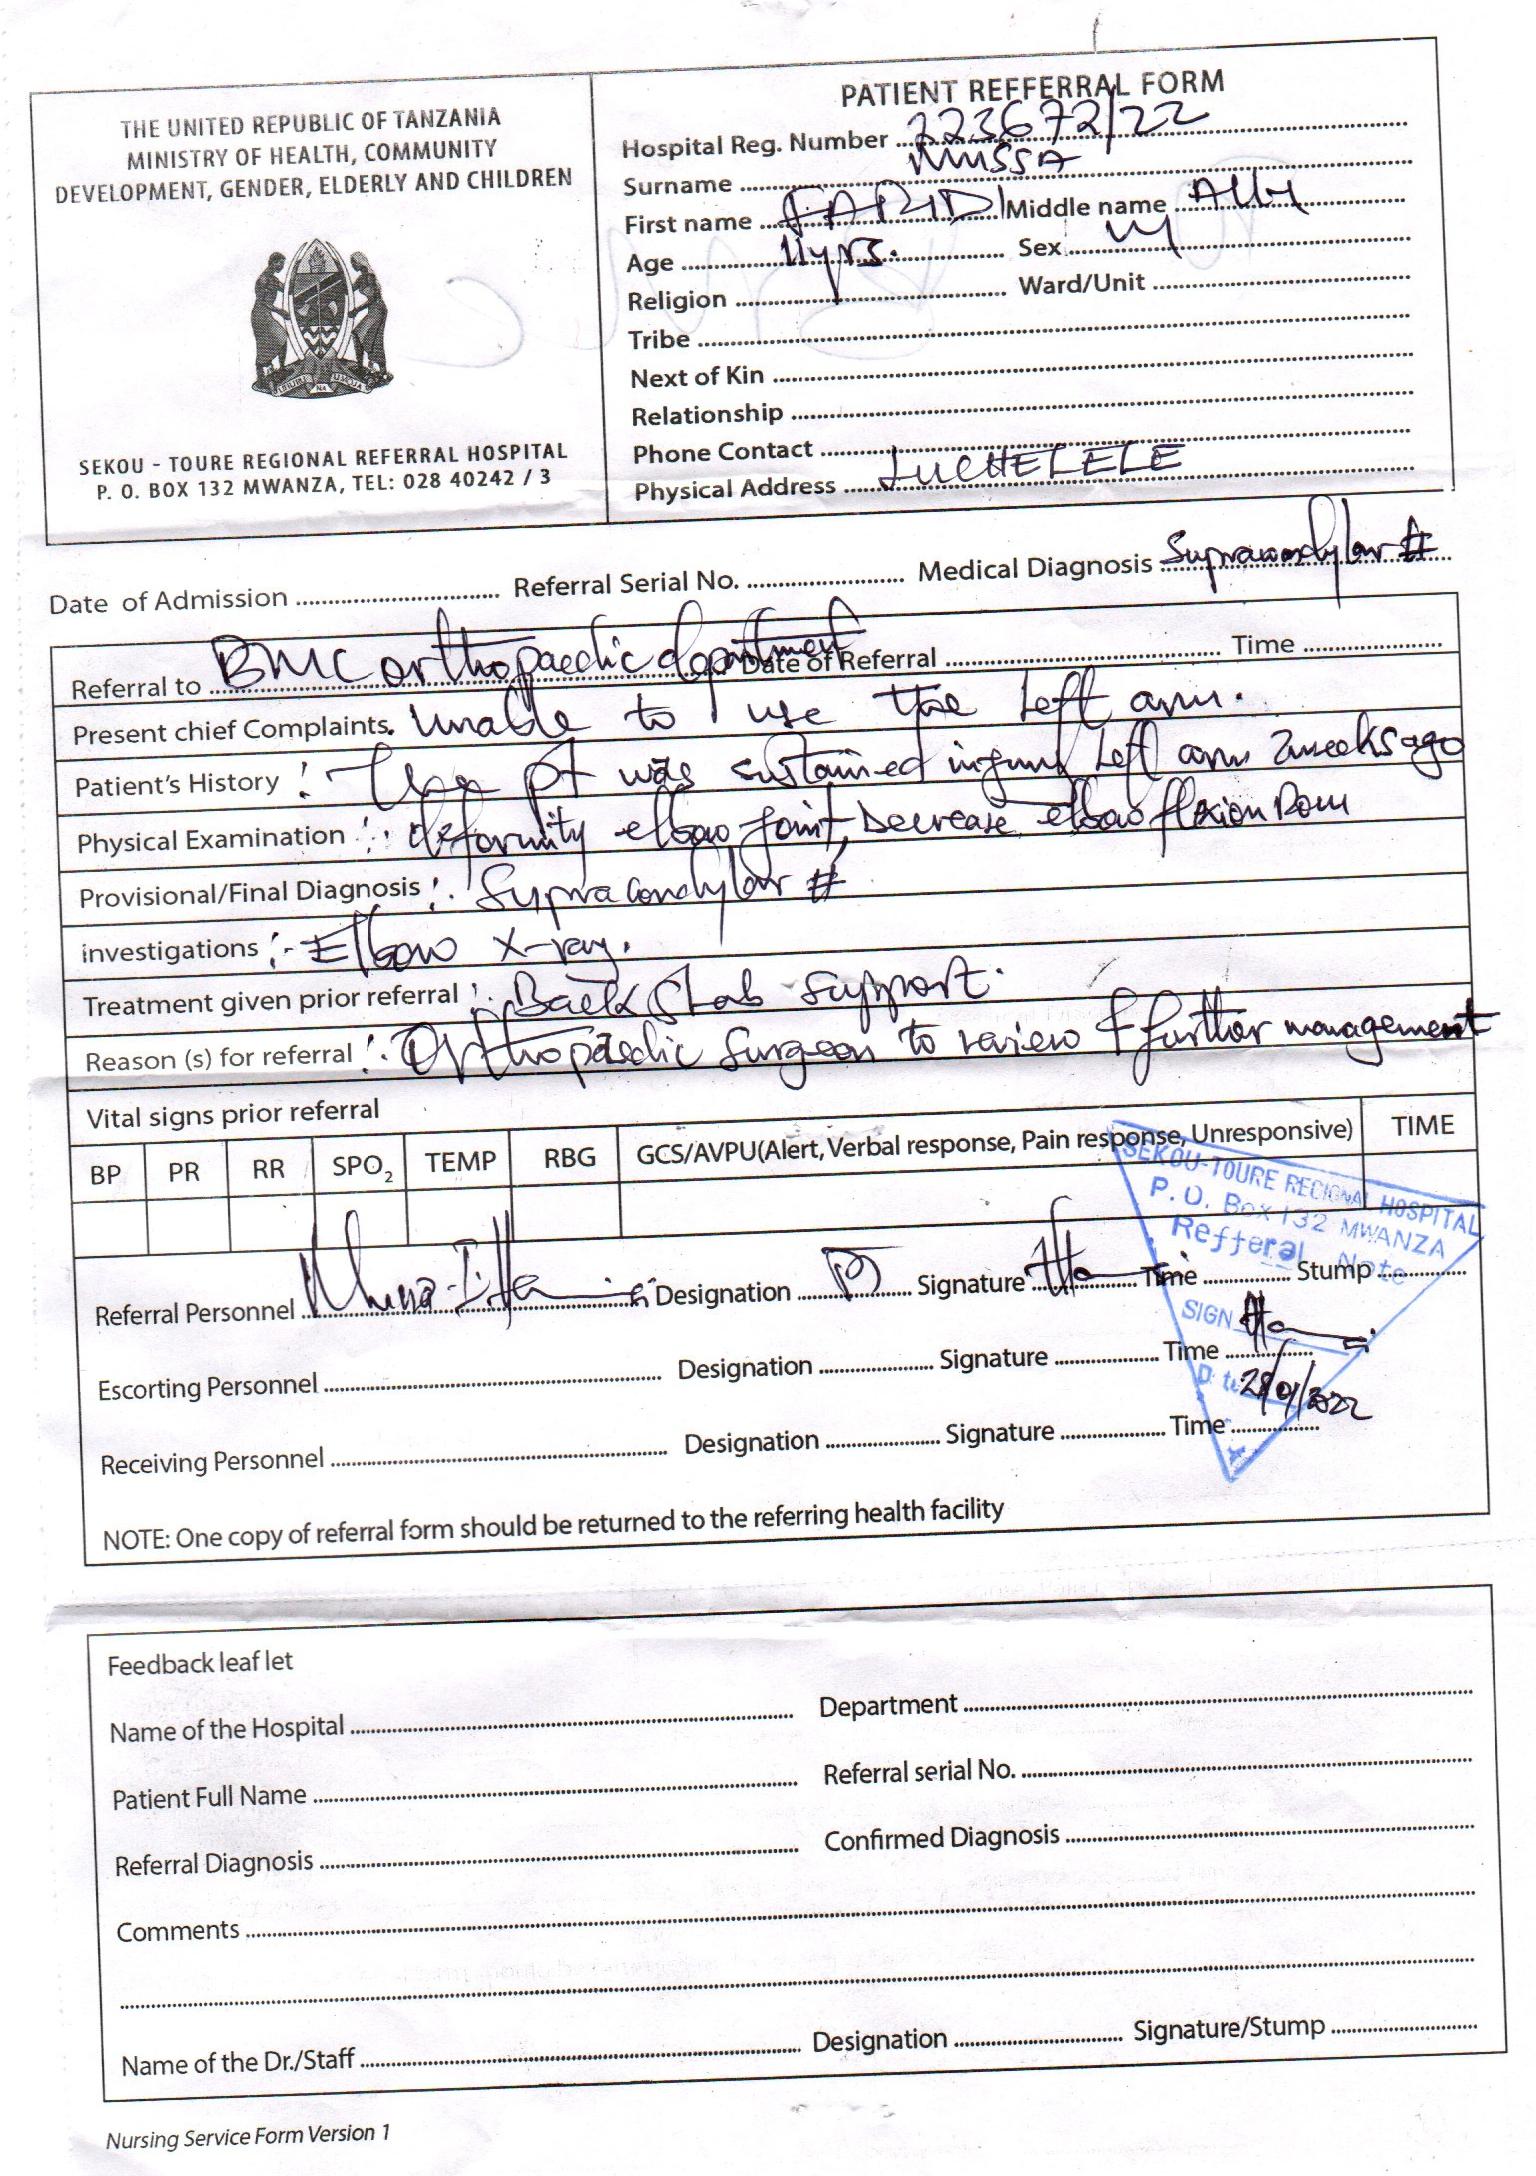 THE UNITED REPUBLIC OF TANZANIA
MINISTRY OF HEALTH, COMMUNITY
DEVELOPMENT, GENDER, ELDERLY AND CHILDREN
UHURU NA UMOJA
SEKOU - TOURE REGIONAL REFERRAL HOSPITAL
P. O. BOX 132 MWANZA, TEL: 028 40242 / 3
PATIENT REFFERRAL FORM
Hospital Reg. Number 223672/22
Surname MUSSA
First name FARIDI Middle name Ally
Age 11yrs. Sex M
Religion Ward/Unit
Tribe
Next of Kin
Relationship
Phone Contact
Physical Address LUCHELELE
Date of Admission Referral Serial No. Medical Diagnosis Supracondylar #
Referral to BMC orthopaedic department Date of Referral Time
Present chief Complaints. Unable to use the Left arm.
Patient's History :- The pt was sustained injury Left arm 2weeks ago
Physical Examination :. deformity elbow joint, Decrease elbow flexion Rom
Provisional/Final Diagnosis :. Supracondylar #
investigations :- Elbow X-ray.
Treatment given prior referral :. Back Slab Support.
Reason (s) for referral :. Orthopaedic Surgeon to review & further management
Vital signs prior referral
BP PR RR SPO2 TEMP RBG GCS/AVPU(Alert, Verbal response, Pain response, Unresponsive) TIME
SEKOU-TOURE REGIONAL HOSPITAL
P. O. Box 132 MWANZA
Refferal Note
Referral Personnel Designation Signature Time Stump
SIGN
Escorting Personnel Designation Signature Time
Date 28/01/2022
Receiving Personnel Designation Signature Time
NOTE: One copy of referral form should be returned to the referring health facility
Feedback leaf let
Name of the Hospital Department
Patient Full Name Referral serial No.
Referral Diagnosis Confirmed Diagnosis
Comments
Name of the Dr./Staff Designation Signature/Stump
Nursing Service Form Version 1